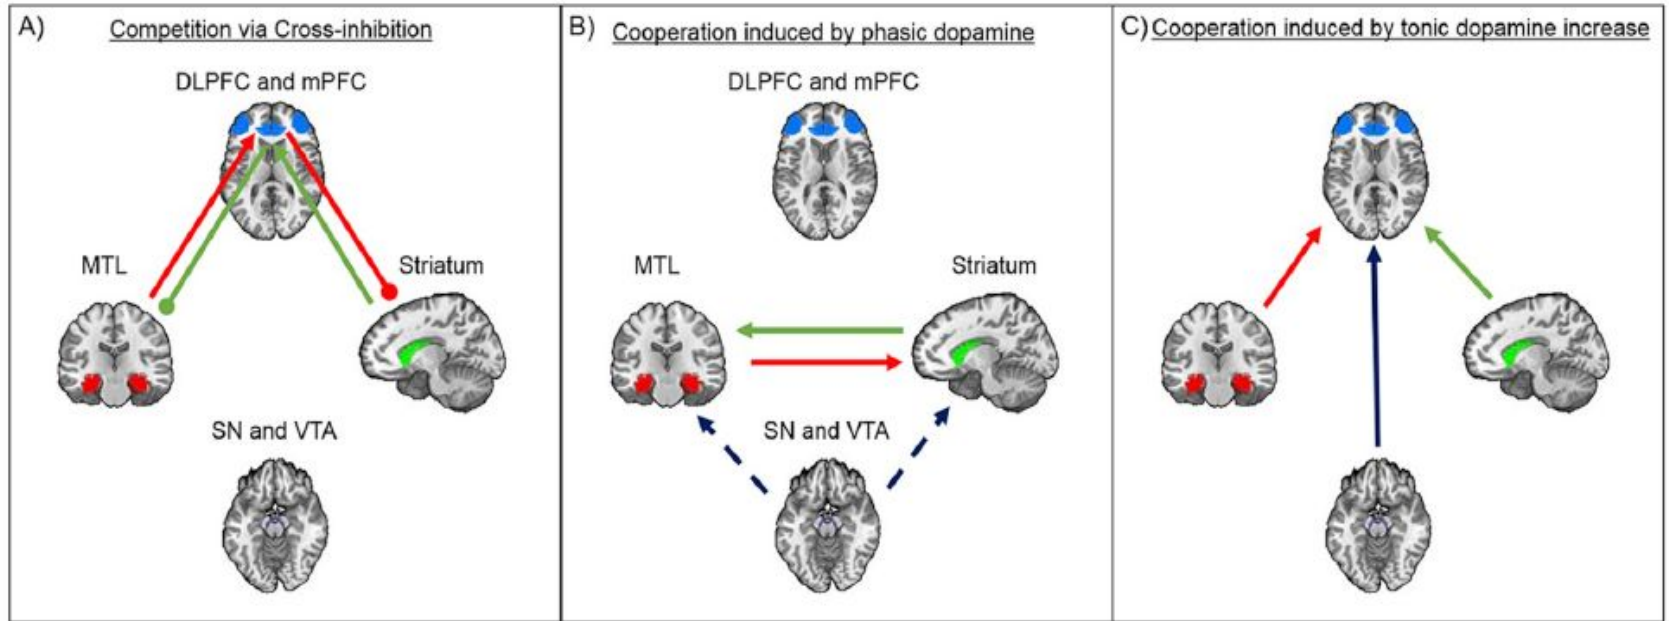 A) Competition via Cross-inhibition
DLPFC and mPFC
MTL
Striatum
SN and VTA
B) Cooperation induced by phasic dopamine
DLPFC and mPFC
MTL
Striatum
SN and VTA
C) Cooperation induced by tonic dopamine increase